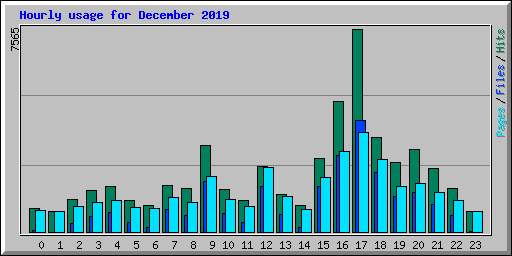 Hourly usage for December 2019
7565
Pages/Files/Hits
0 1 2 3 4 5 6 7 8 9 10 11 12 13 14 15 16 17 18 19 20 21 22 23